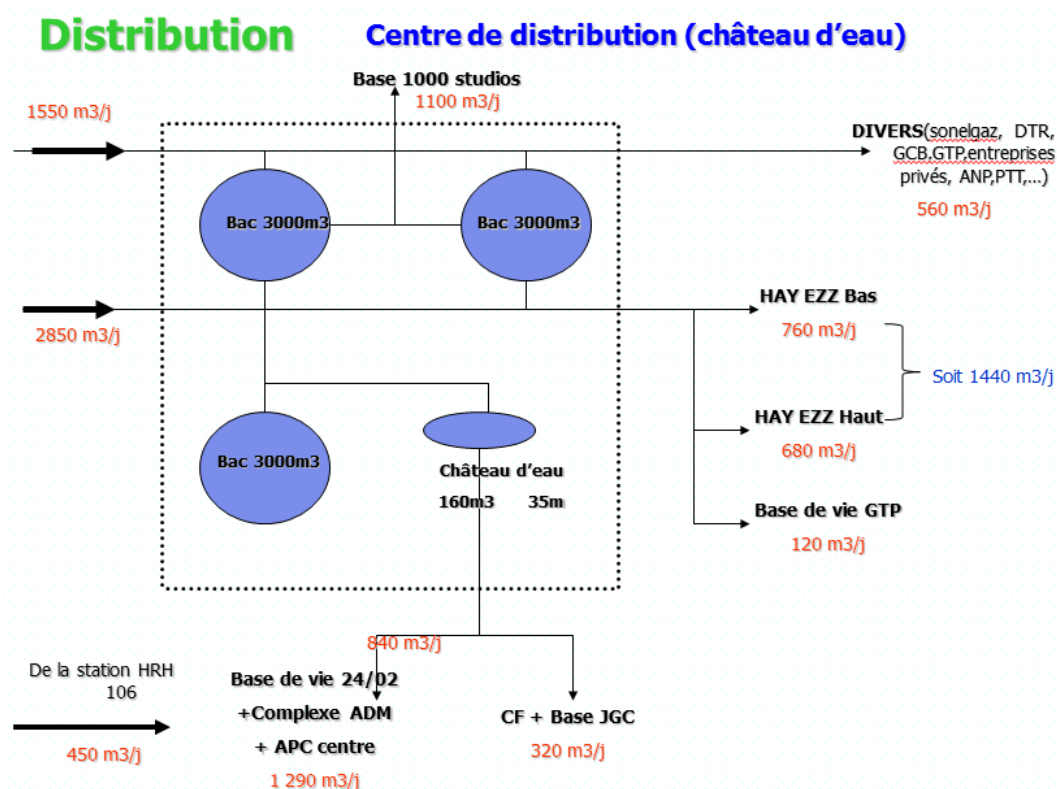 Distribution
Centre de distribution (château d'eau)
Base 1000 studios
1100 m3/j
1550 m3/j
DIVERS(sonelgaz, DTR,
GCB.GTP,entreprises
privés, ANP,PTT,...)
560 m3/j
Bac 3000m3
Bac 3000m3
2850 m3/j
HAY EZZ Bas
760 m3/j
Soit 1440 m3/j
HAY EZZ Haut
680 m3/j
Bac 3000m3
Château d'eau
160m3 35m
Base de vie GTP
120 m3/j
840 m3/j
De la station HRH
106
450 m3/j
Base de vie 24/02
+Complexe ADM
+ APC centre
1 290 m3/j
CF + Base JGC
320 m3/j